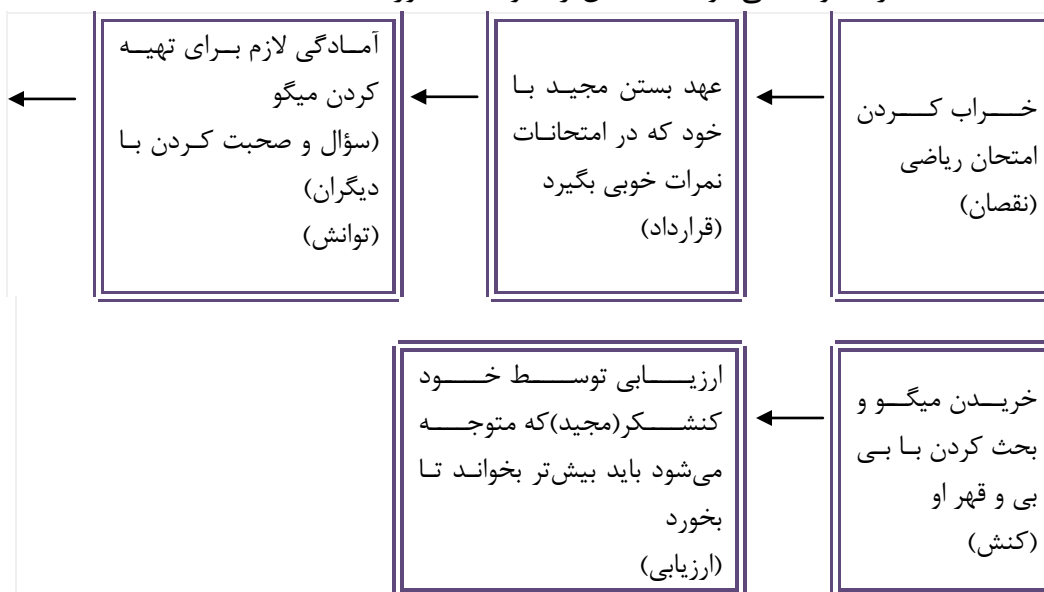 خراب کردن
امتحان ریاضی
(نقصان)
عهد بستن مجید با
خود که در امتحانات
نمرات خوبی بگیرد
(قرارداد)
آمادگی لازم برای تهیه
کردن میگو
(سؤال و صحبت کردن با
دیگران)
(توانش)
خریدن میگو و
بحث کردن با بی
بی و قهر او
(کنش)
ارزیابی توسط خود
کنشگر(مجید)که متوجه
می‌شود باید بیش‌تر بخواند تا
بخورد
(ارزیابی)